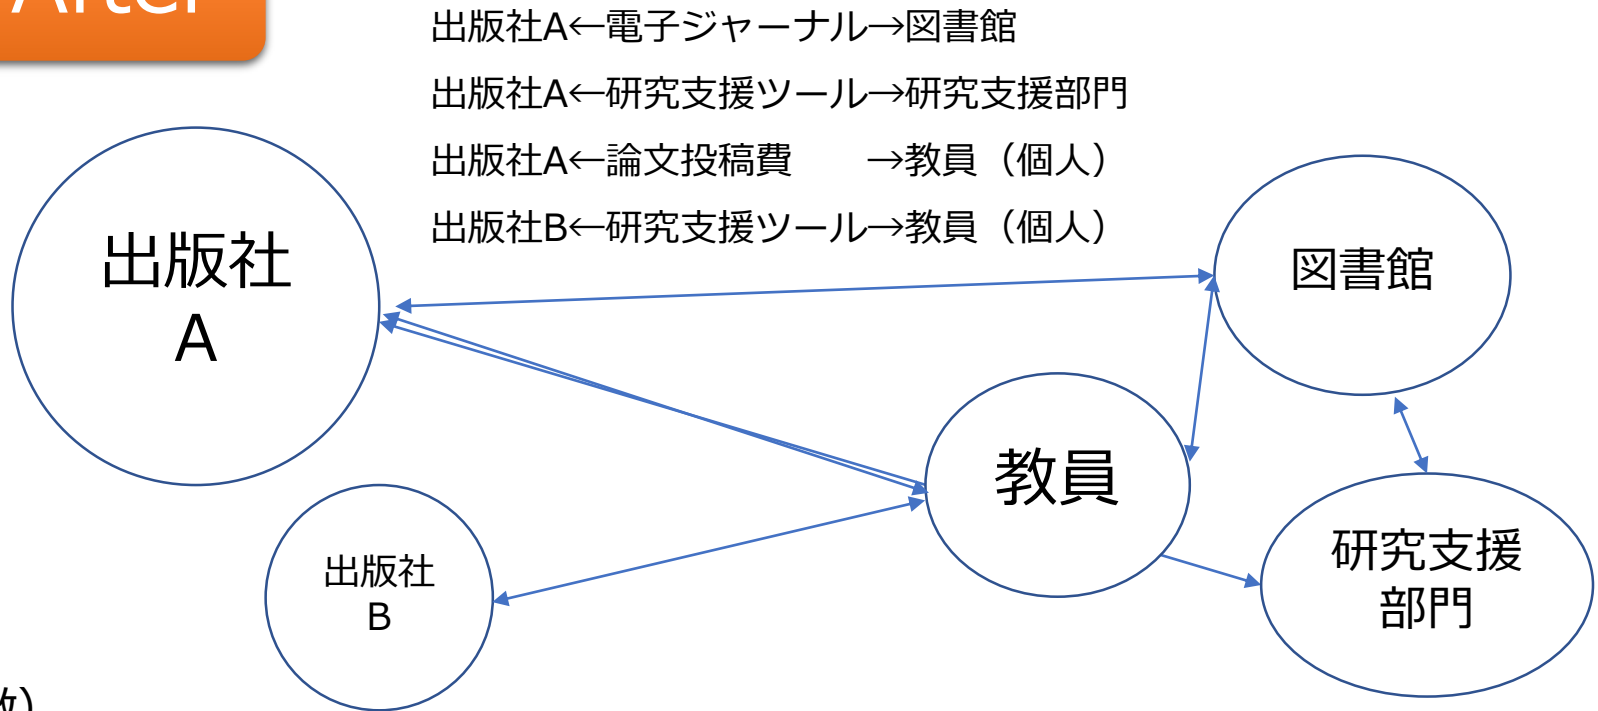 After
出版社A←電子ジャーナル→図書館
出版社A←研究支援ツール→研究支援部門
出版社A←論文投稿費　　→教員（個人）
出版社B←研究支援ツール→教員（個人）
出版社
A
図書館
教員
出版社
B
研究支援
部門